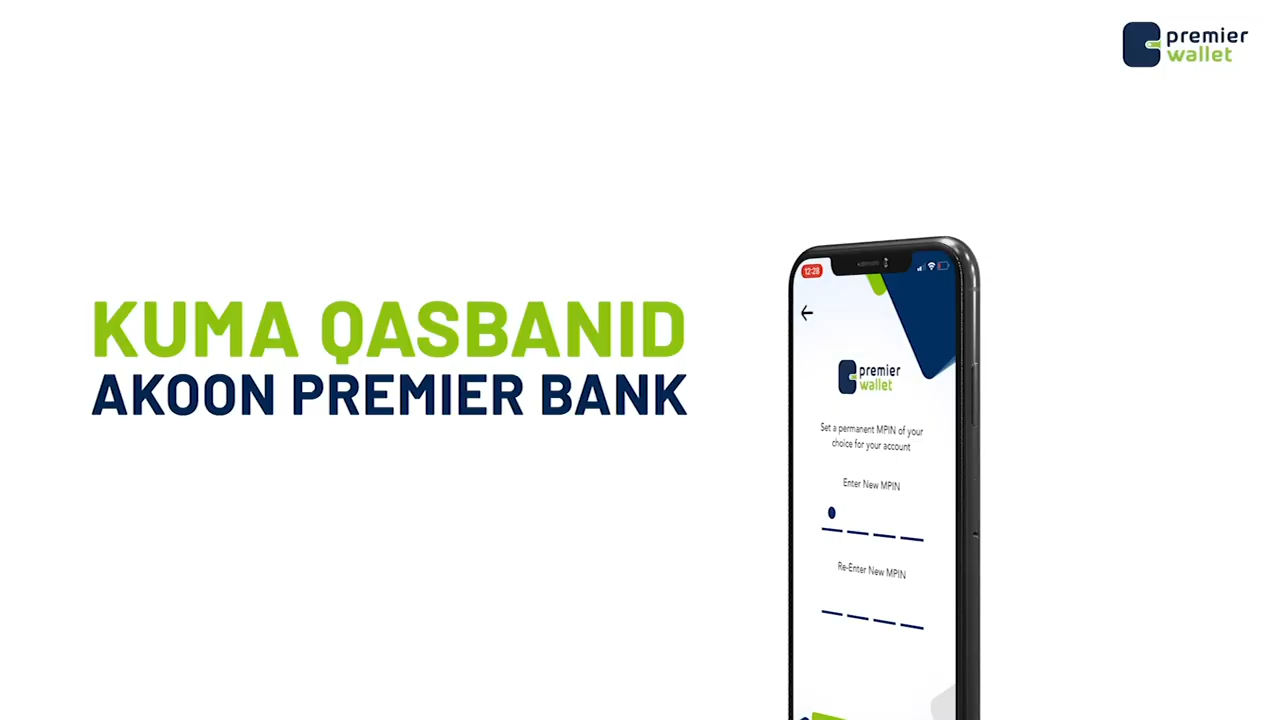 premier
wallet
KUMA QASBANID
AKOON PREMIER BANK
12:28
premier
wallet
Set a permanent MPIN of your
choice for your account
Enter New MPIN
Re-Enter New MPIN